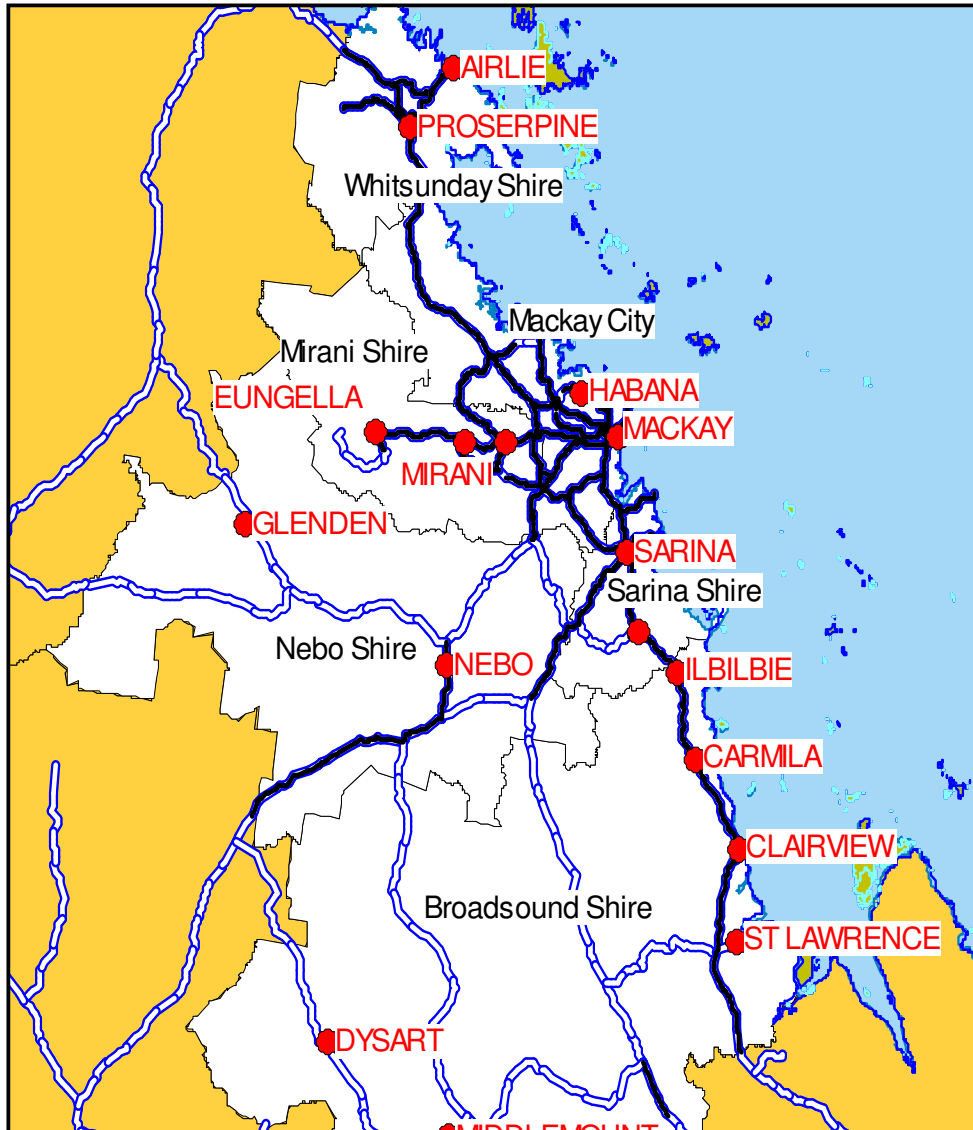 AIRLIE
PROSERPINE
Whitsunday Shire
Mackay City
Mirani Shire
HABANA
EUNGELLA
MACKAY
MIRANI
GLENDEN
SARINA
Sarina Shire
Nebo Shire
NEBO
ILBILBIE
CARMILA
CLAIRVIEW
Broadsound Shire
ST LAWRENCE
DYSART
MIDDLEMOUNT